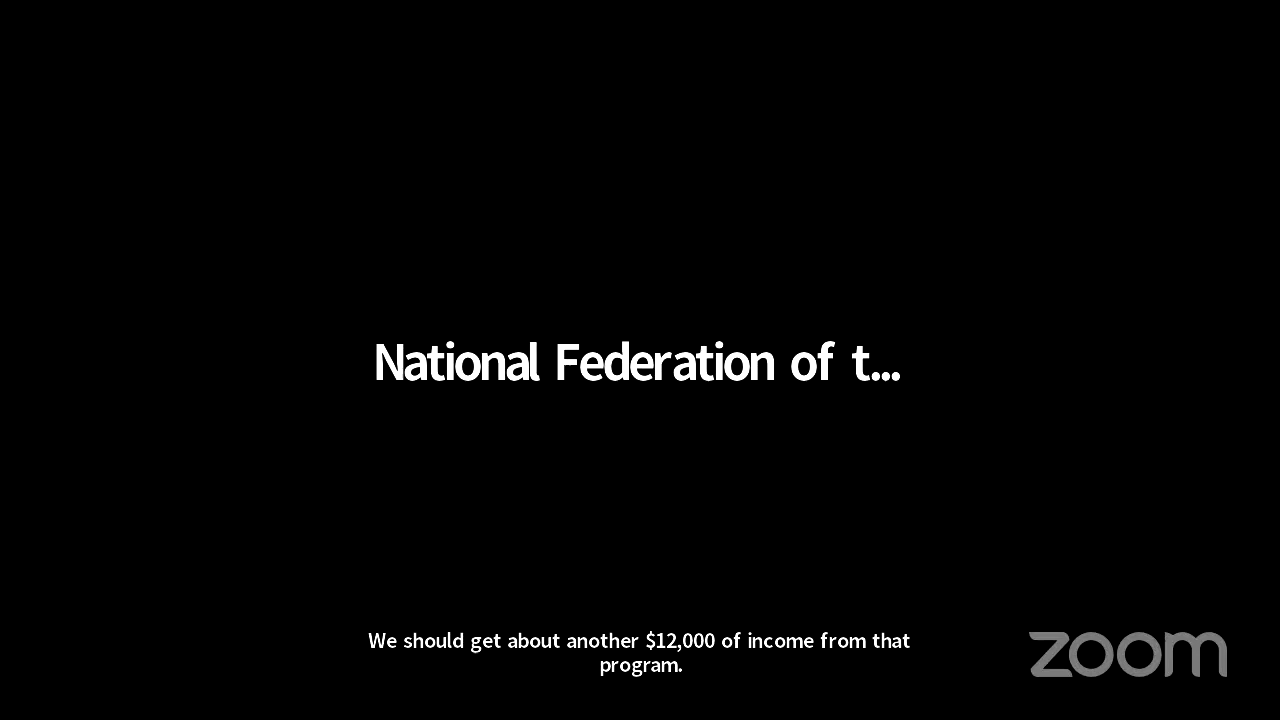 National Federation of t...
We should get about another $12,000 of income from that
program.
zoom